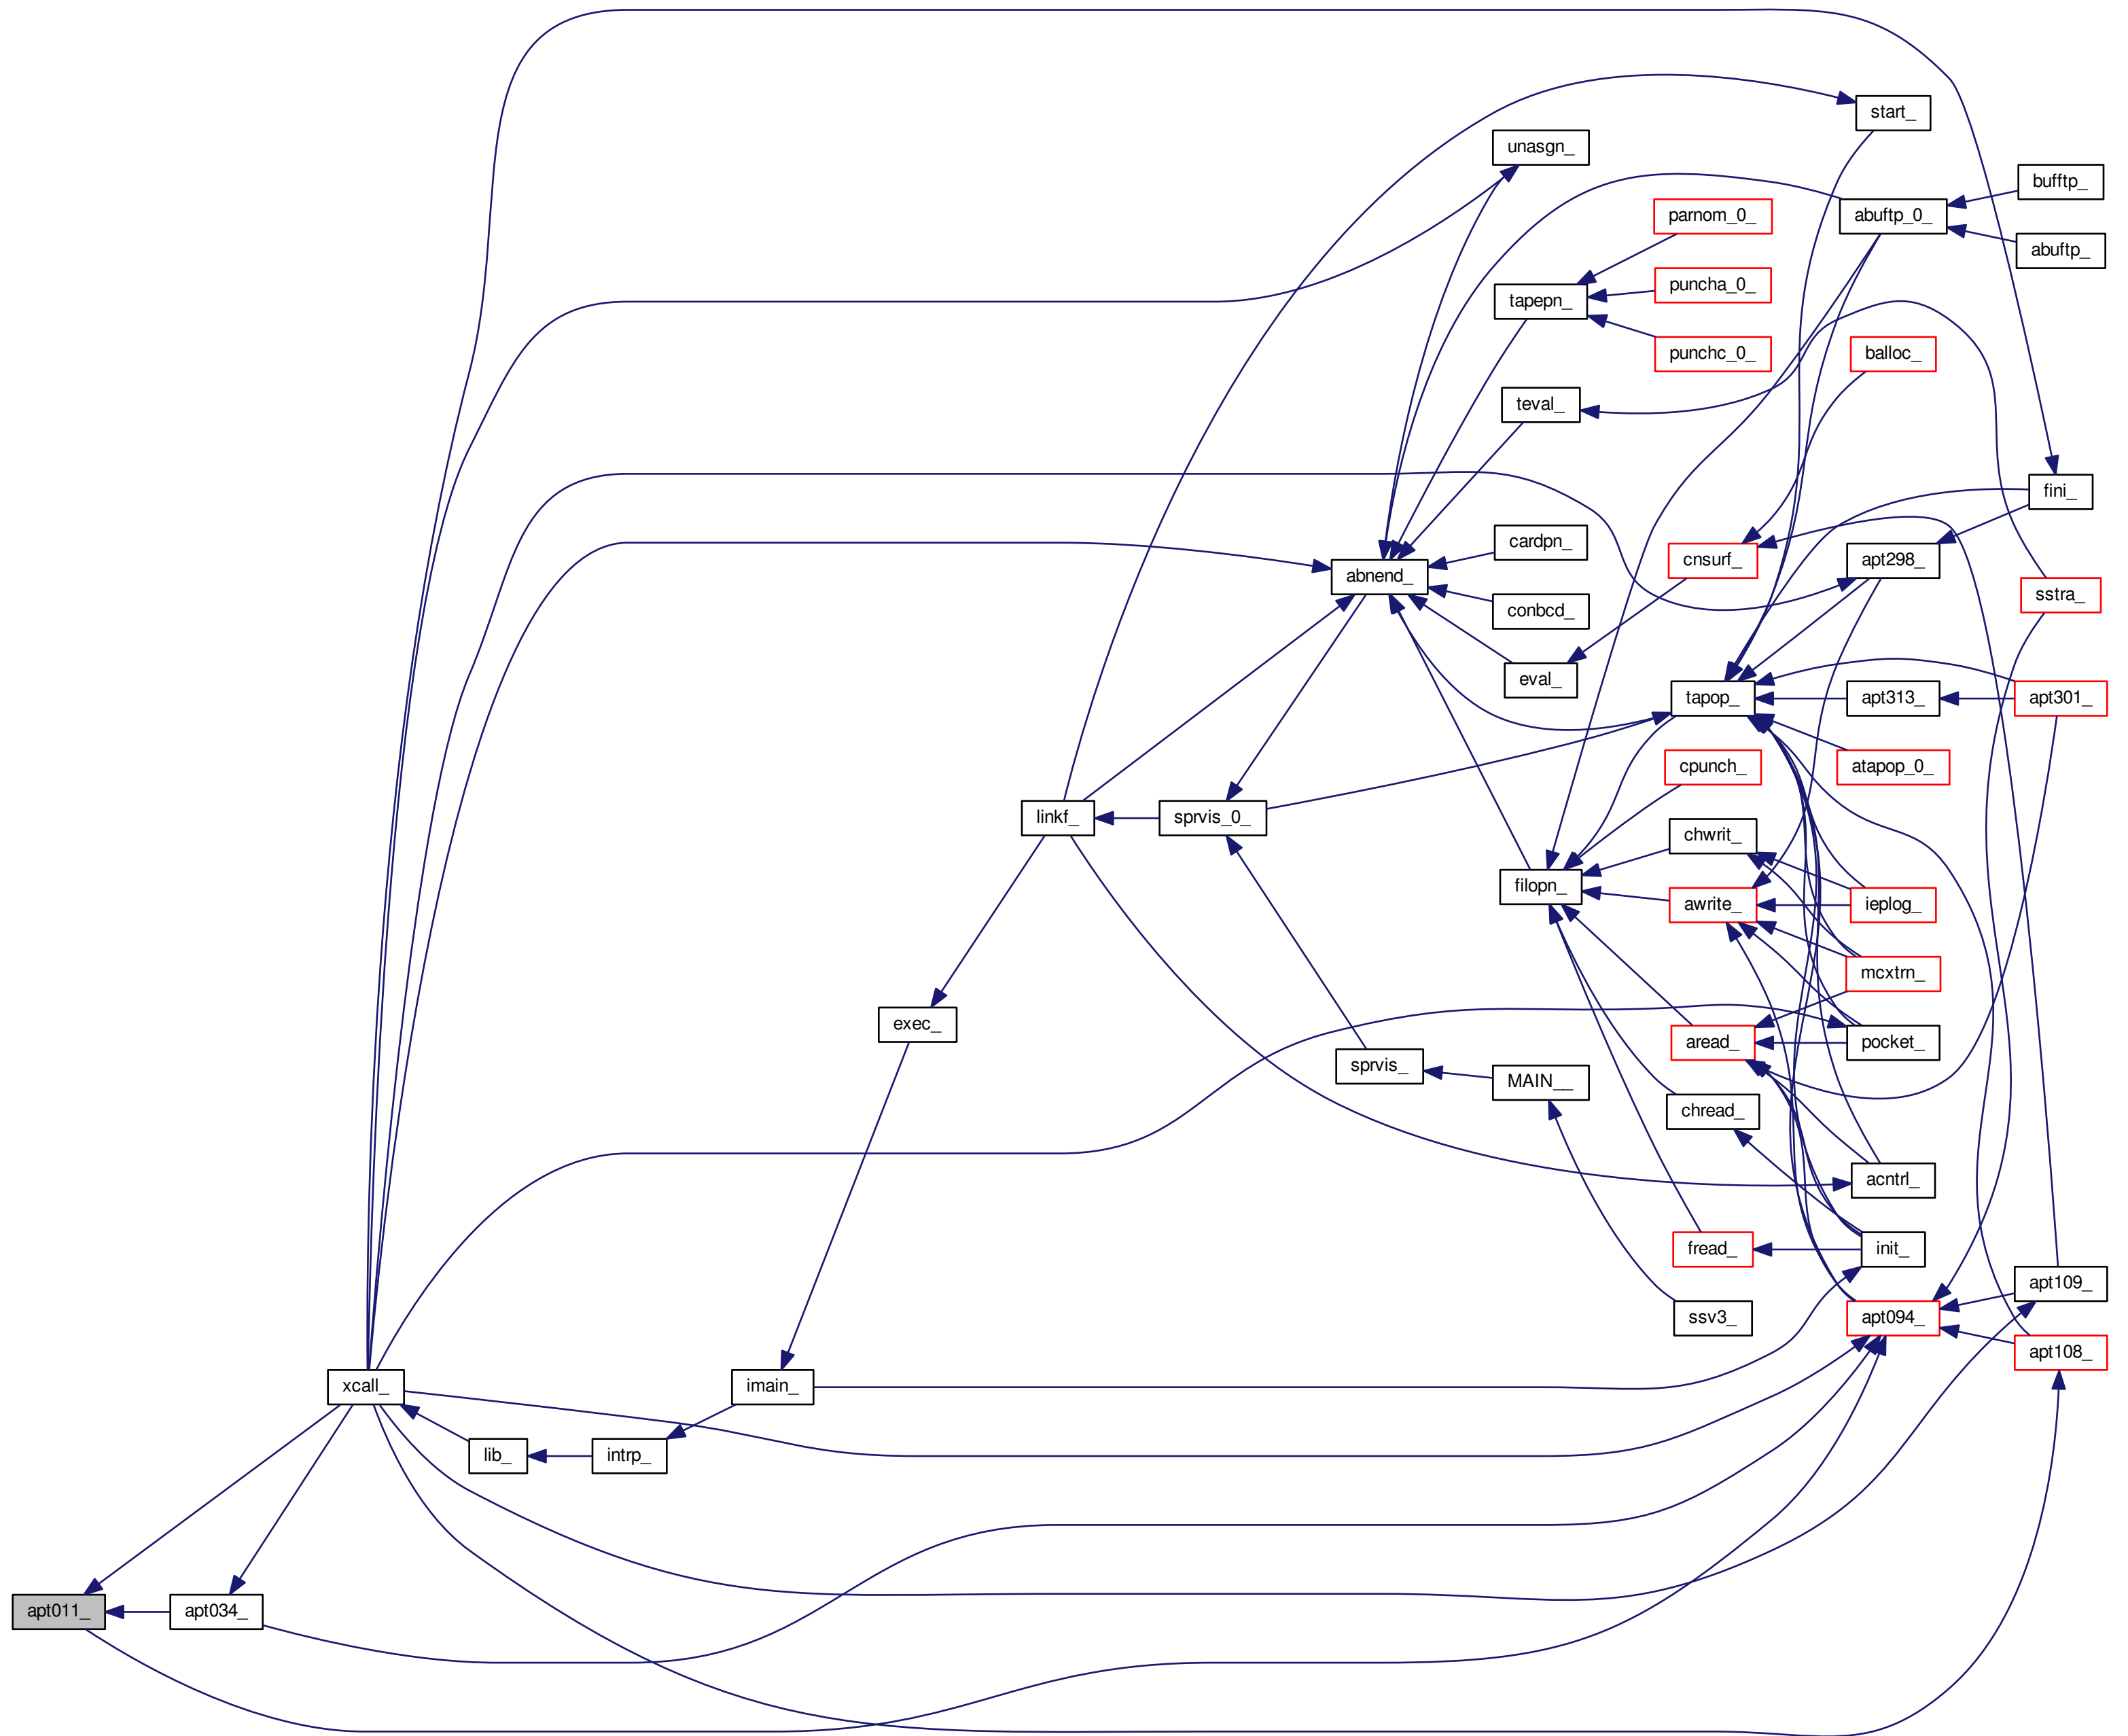 start_
unasgn_
bufftp_
parnom_0_
abuftp_0_
abuftp_
puncha_0_
tapepn_
punchc_0_
balloc_
teval_
fini_
cardpn_
apt298_
cnsurf_
abnend_
sstra_
conbcd_
eval_
tapop_
apt313_
apt301_
cpunch_
atapop_0_
linkf_
sprvis_0_
chwrit_
filopn_
awrite_
ieplog_
mcxtrn_
exec_
aread_
pocket_
sprvis_
MAIN__
chread_
acntrl_
fread_
init_
apt109_
ssv3_
apt094_
apt108_
xcall_
imain_
lib_
intrp_
apt011_
apt034_